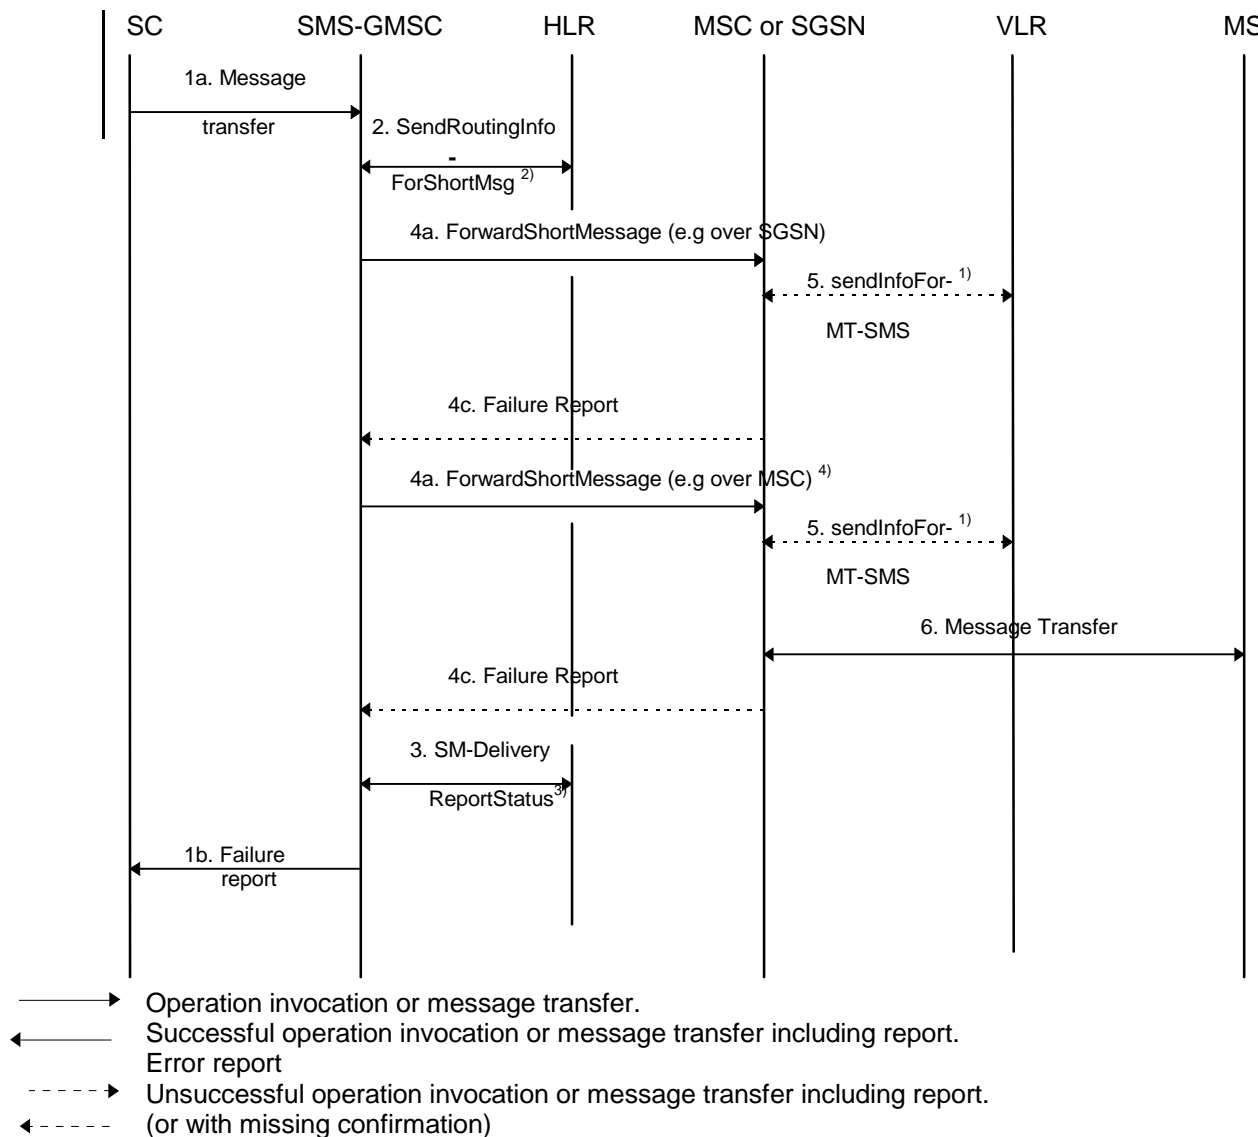 SC SMS-GMSC HLR MSC or SGSN VLR MS
1a. Message
transfer
2. SendRoutingInfo
-
ForShortMsg 2)
4a. ForwardShortMessage (e.g over SGSN)
5. sendInfoFor- 1)
MT-SMS
4c. Failure Report
4a. ForwardShortMessage (e.g over MSC) 4)
5. sendInfoFor- 1)
MT-SMS
6. Message Transfer
4c. Failure Report
3. SM-Delivery
ReportStatus3)
1b. Failure
report
Operation invocation or message transfer.
Successful operation invocation or message transfer including report.
Error report
Unsuccessful operation invocation or message transfer including report.
(or with missing confirmation)